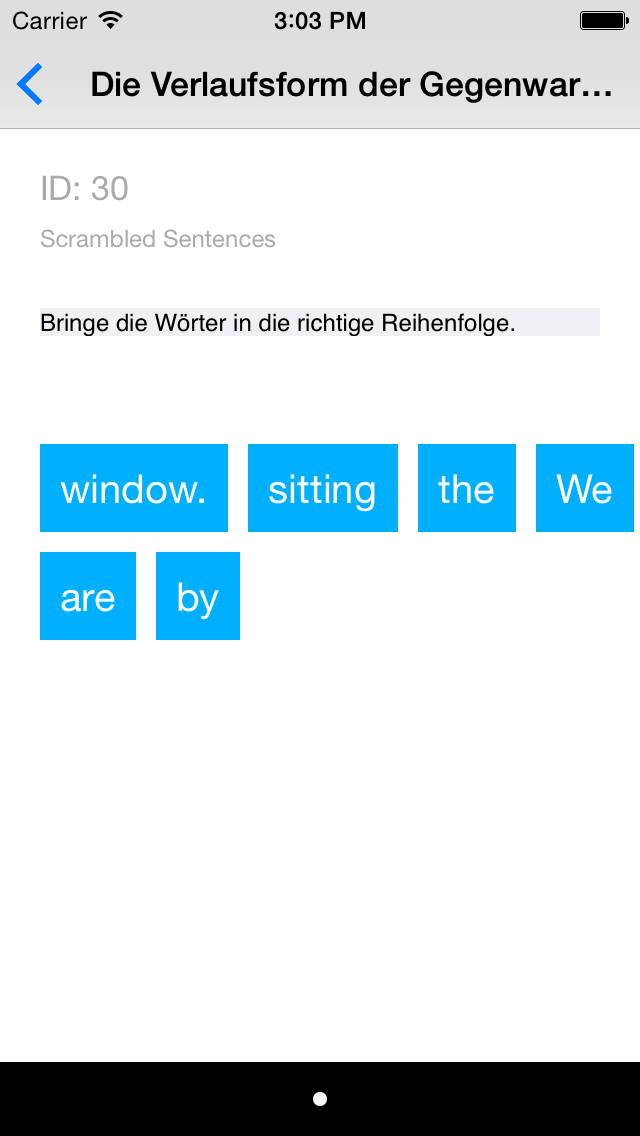 Carrier 3:03 PM
Die Verlaufsform der Gegenwar...
ID: 30
Scrambled Sentences
Bringe die Wörter in die richtige Reihenfolge.
window. sitting the We
are by